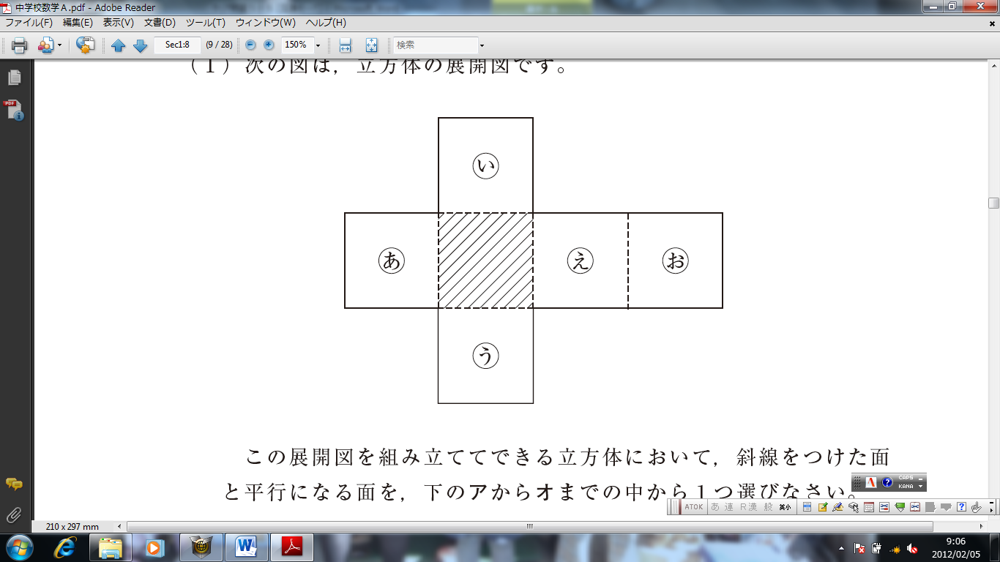 中学校数学A.pdf - Adobe Reader
ファイル(F) 編集(E) 表示(V) 文書(D) ツール(T) ウィンドウ(W) ヘルプ(H)
Sec1:8 (9 / 28) 150% 検索
(1)次の図は，立方体の展開図です。
い
あ え お
う
この展開図を組み立ててできる立方体において，斜線をつけた面
と平行になる面を，下のアからオまでの中から１つ選びなさい。
CAPS
KANA
ATOK あ 連 R漢 般 英小
210 x 297 mm
9:06
2012/02/05